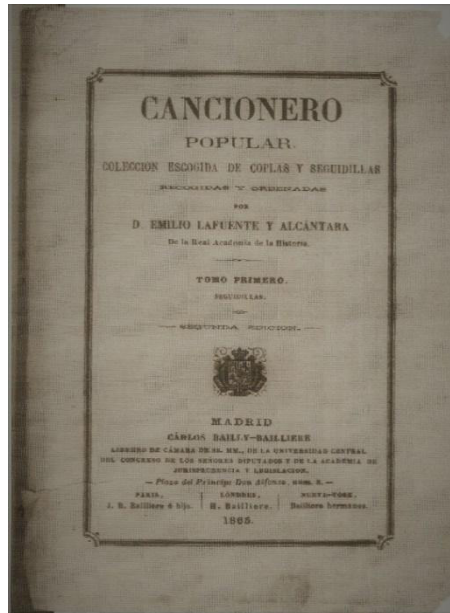 CANCIONERO
POPULAR.
COLECCION ESCOGIDA DE COPLAS Y SEGUIDILLAS
RECOGIDAS Y ORDENADAS
POR
D. EMILIO LAFUENTE Y ALCÁNTARA
De la Real Academia de la Historia.
TOMO PRIMERO.
SEGUIDILLAS.
— SEGUNDA EDICION. —
MADRID
CÁRLOS BAILLY-BAILLIERE
LIBRERO DE CÁMARA DE SS. MM., DE LA UNIVERSIDAD CENTRAL
DEL CONGRESO DE LOS SEÑORES DIPUTADOS Y DE LA ACADEMIA DE
JURISPRUDENCIA Y LEGISLACION.
— Plaza del Príncipe Don Alfonso, núm. 8. —
PARIS, LÓNDRES, NUEVA-YORK,
J. B. Bailliere é hijo. H. Bailliere. Bailliere hermanos.
1865.